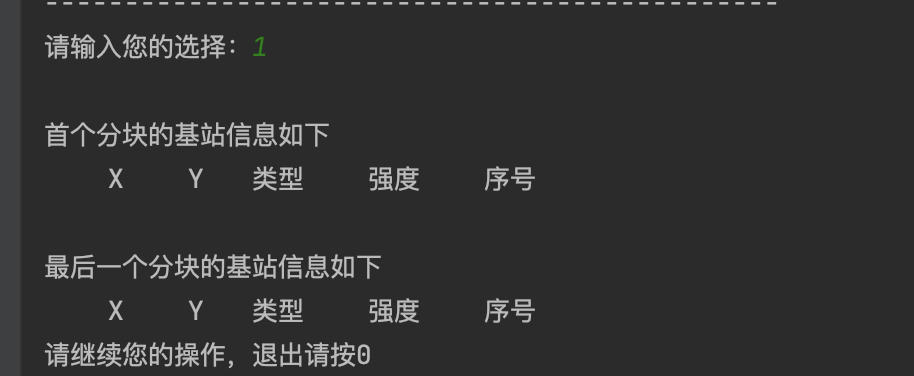 ----------------------------------------------
请输入您的选择：1
首个分块的基站信息如下
X Y 类型 强度 序号
最后一个分块的基站信息如下
X Y 类型 强度 序号
请继续您的操作，退出请按0